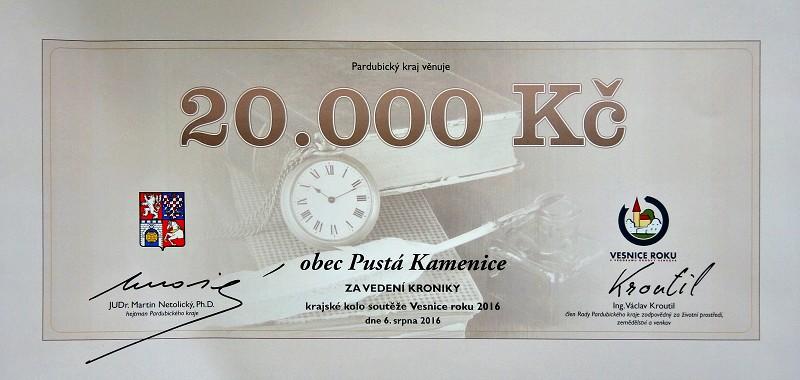 Pardubický kraj věnuje
20.000 Kč
obec Pustá Kamenice
ZA VEDENÍ KRONIKY
krajské kolo soutěže Vesnice roku 2016
dne 6. srpna 2016
JUDr. Martin Netolický, Ph.D.
hejtman Pardubického kraje
VESNICE ROKU
Kroutil
Ing. Václav Kroutil
člen Rady Pardubického kraje zodpovědný za životní prostředí,
zemědělství a venkov